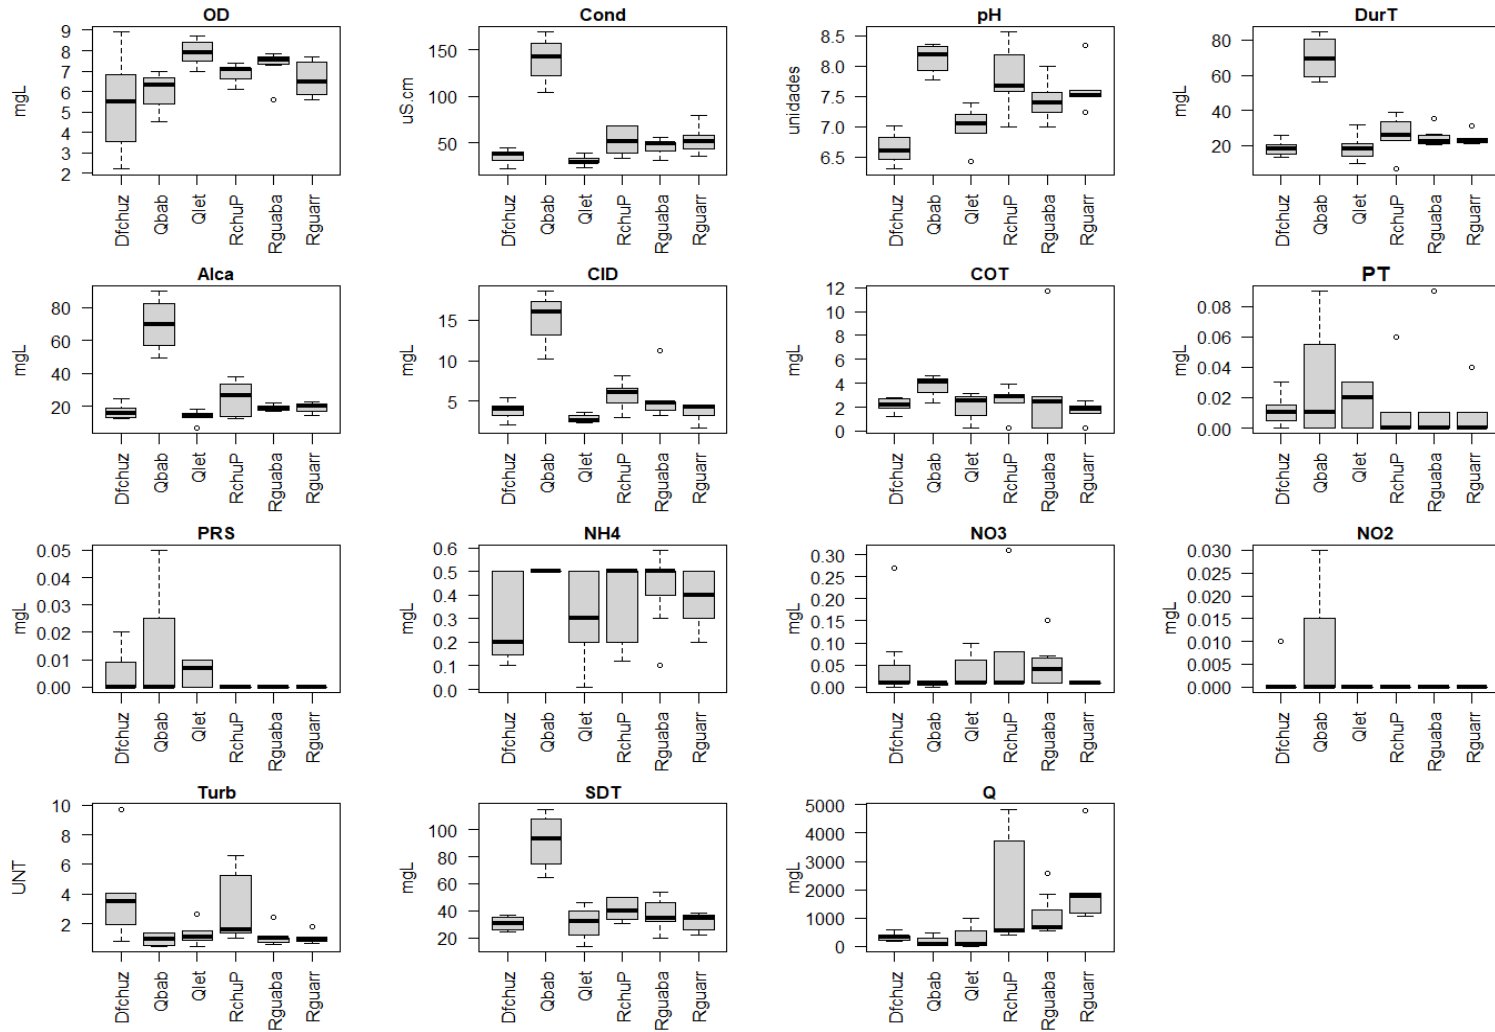 OD
mgL
9
8
7
6
5
4
3
2
Dfchuz
Qbab
Qlet
RchuP
Rguaba
Rguarr
Cond
uS.cm
150
100
50
Dfchuz
Qbab
Qlet
RchuP
Rguaba
Rguarr
pH
unidades
8.5
8.0
7.5
7.0
6.5
Dfchuz
Qbab
Qlet
RchuP
Rguaba
Rguarr
DurT
mgL
80
60
40
20
Dfchuz
Qbab
Qlet
RchuP
Rguaba
Rguarr
Alca
mgL
80
60
40
20
Dfchuz
Qbab
Qlet
RchuP
Rguaba
Rguarr
CID
mgL
15
10
5
Dfchuz
Qbab
Qlet
RchuP
Rguaba
Rguarr
COT
mgL
12
10
8
6
4
2
0
Dfchuz
Qbab
Qlet
RchuP
Rguaba
Rguarr
PT
mgL
0.08
0.06
0.04
0.02
0.00
Dfchuz
Qbab
Qlet
RchuP
Rguaba
Rguarr
PRS
mgL
0.05
0.04
0.03
0.02
0.01
0.00
Dfchuz
Qbab
Qlet
RchuP
Rguaba
Rguarr
NH4
mgL
0.6
0.5
0.4
0.3
0.2
0.1
0.0
Dfchuz
Qbab
Qlet
RchuP
Rguaba
Rguarr
NO3
mgL
0.30
0.25
0.20
0.15
0.10
0.05
0.00
Dfchuz
Qbab
Qlet
RchuP
Rguaba
Rguarr
NO2
mgL
0.030
0.025
0.020
0.015
0.010
0.005
0.000
Dfchuz
Qbab
Qlet
RchuP
Rguaba
Rguarr
Turb
UNT
10
8
6
4
2
Dfchuz
Qbab
Qlet
RchuP
Rguaba
Rguarr
SDT
mgL
100
80
60
40
20
Dfchuz
Qbab
Qlet
RchuP
Rguaba
Rguarr
Q
mgL
5000
4000
3000
2000
1000
0
Dfchuz
Qbab
Qlet
RchuP
Rguaba
Rguarr